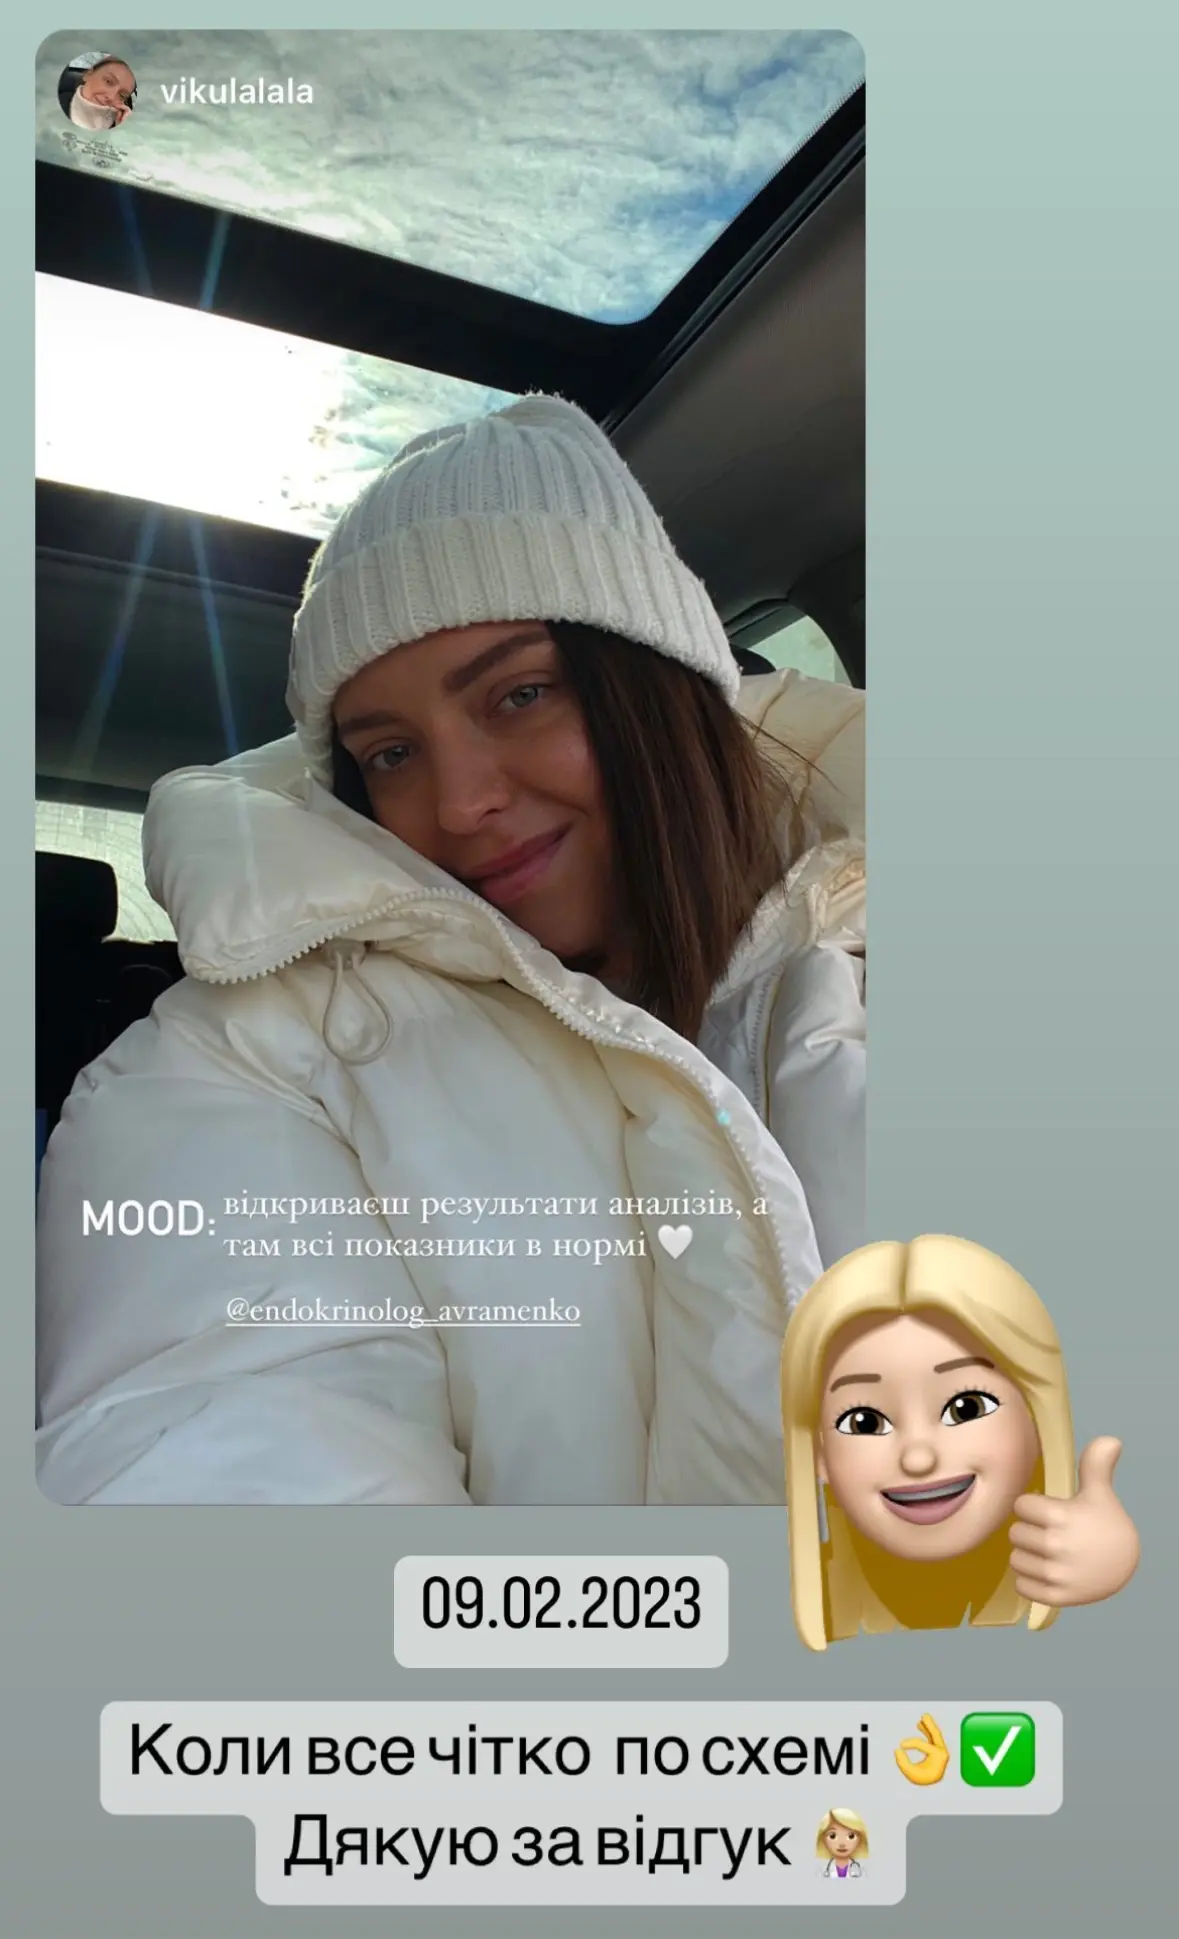 vikulalala
MOOD: відкриваєш результати аналізів, а
там всі показники в нормі 🤍
@endokrinolog_avramenko
09.02.2023
Коли все чітко по схемі 👌✅
Дякую за відгук 👩🏼‍⚕️